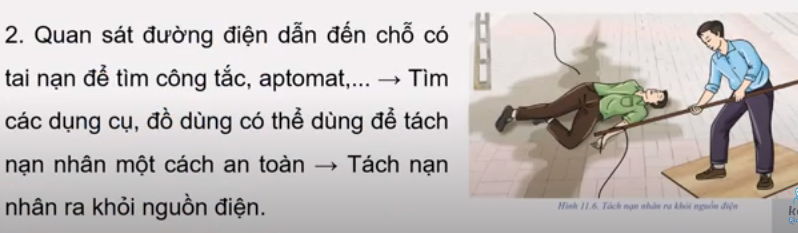 2. Quan sát đường điện dẫn đến chỗ có
tai nạn để tìm công tắc, aptomat,... → Tìm
các dụng cụ, đồ dùng có thể dùng để tách
nạn nhân một cách an toàn → Tách nạn
nhân ra khỏi nguồn điện.
Hình 11.6. Tách nạn nhân ra khỏi nguồn điện